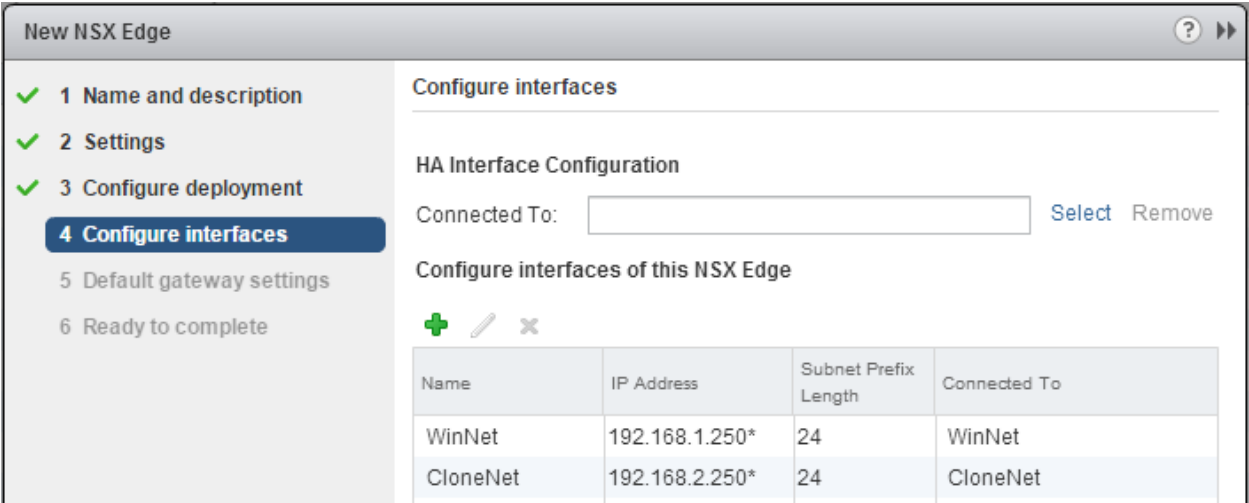 New NSX Edge
?
1 Name and description
2 Settings
3 Configure deployment
4 Configure interfaces
5 Default gateway settings
6 Ready to complete
Configure interfaces
HA Interface Configuration
Connected To: Select Remove
Configure interfaces of this NSX Edge
Name IP Address Subnet Prefix Length Connected To
WinNet 192.168.1.250* 24 WinNet
CloneNet 192.168.2.250* 24 CloneNet